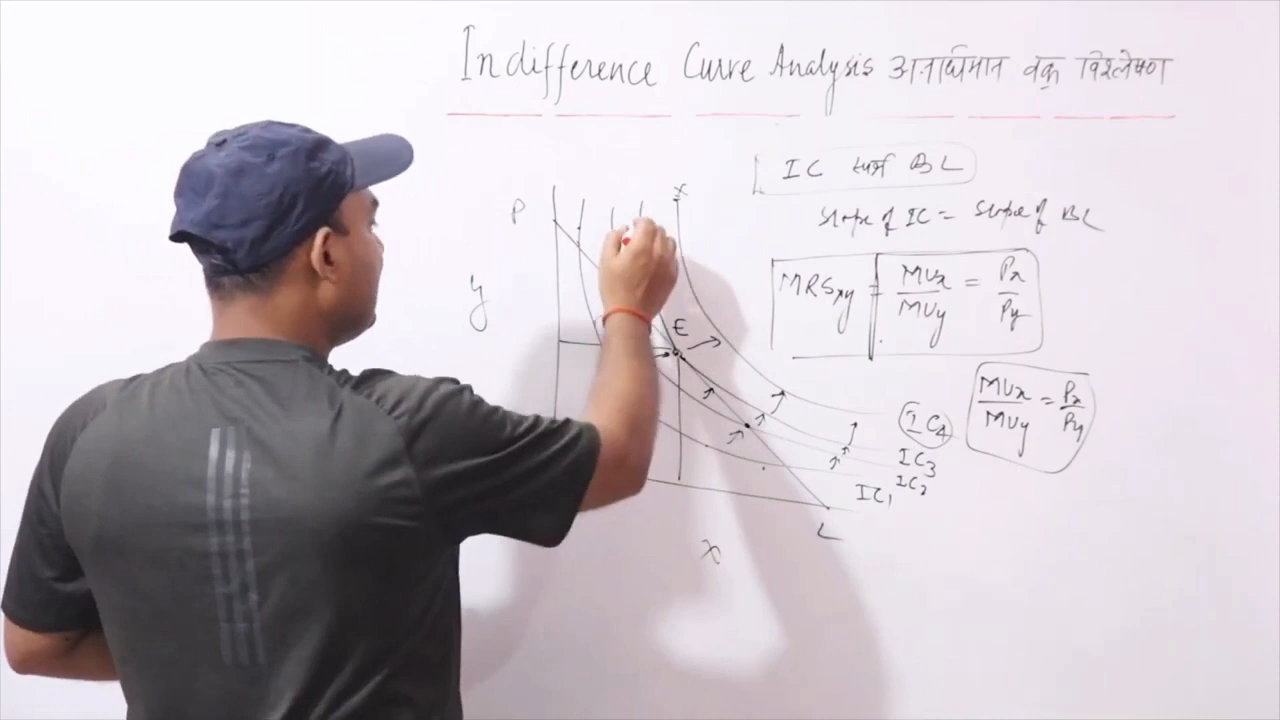 Indifference Curve Analysis अनाधिमान वक्र विश्लेषण
IC स्पर्श BL
Slope of IC = Slope of BL
P
x
y
MRSxy = MUx/MUy = Px/Py
E
MUx/MUy = Px/Py
IC4
IC3
IC2
IC1
L
X